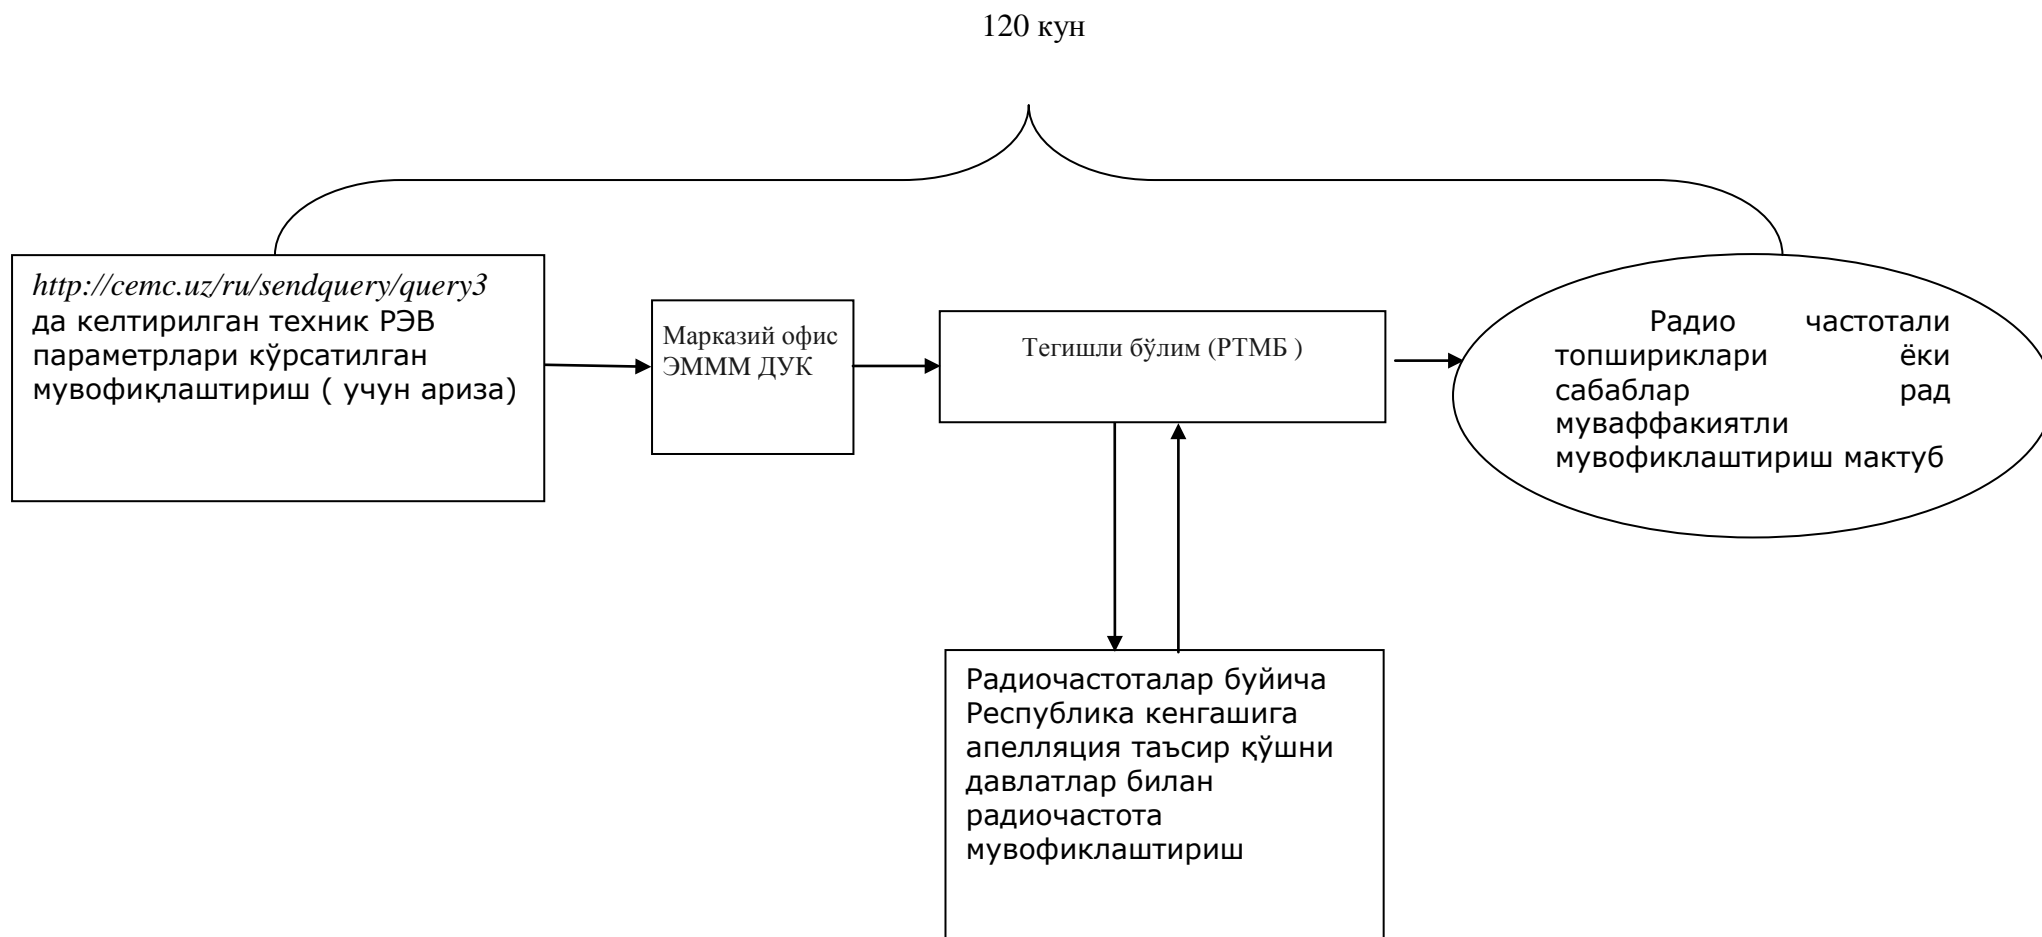 120 кун
http://cemc.uz/ru/sendquery/query3
да келтирилган техник РЭВ
параметрлари кўрсатилган
мувофиқлаштириш ( учун ариза)
Марказий офис
ЭМММ ДУК
Тегишли бўлим (РТМБ )
Радио частотали
топшириклари ёки
сабаблар рад
муваффакиятли
мувофиклаштириш мактуб
Радиочастоталар буйича
Республика кенгашига
апелляция таъсир қўшни
давлатлар билан
радиочастота
мувофиклаштириш